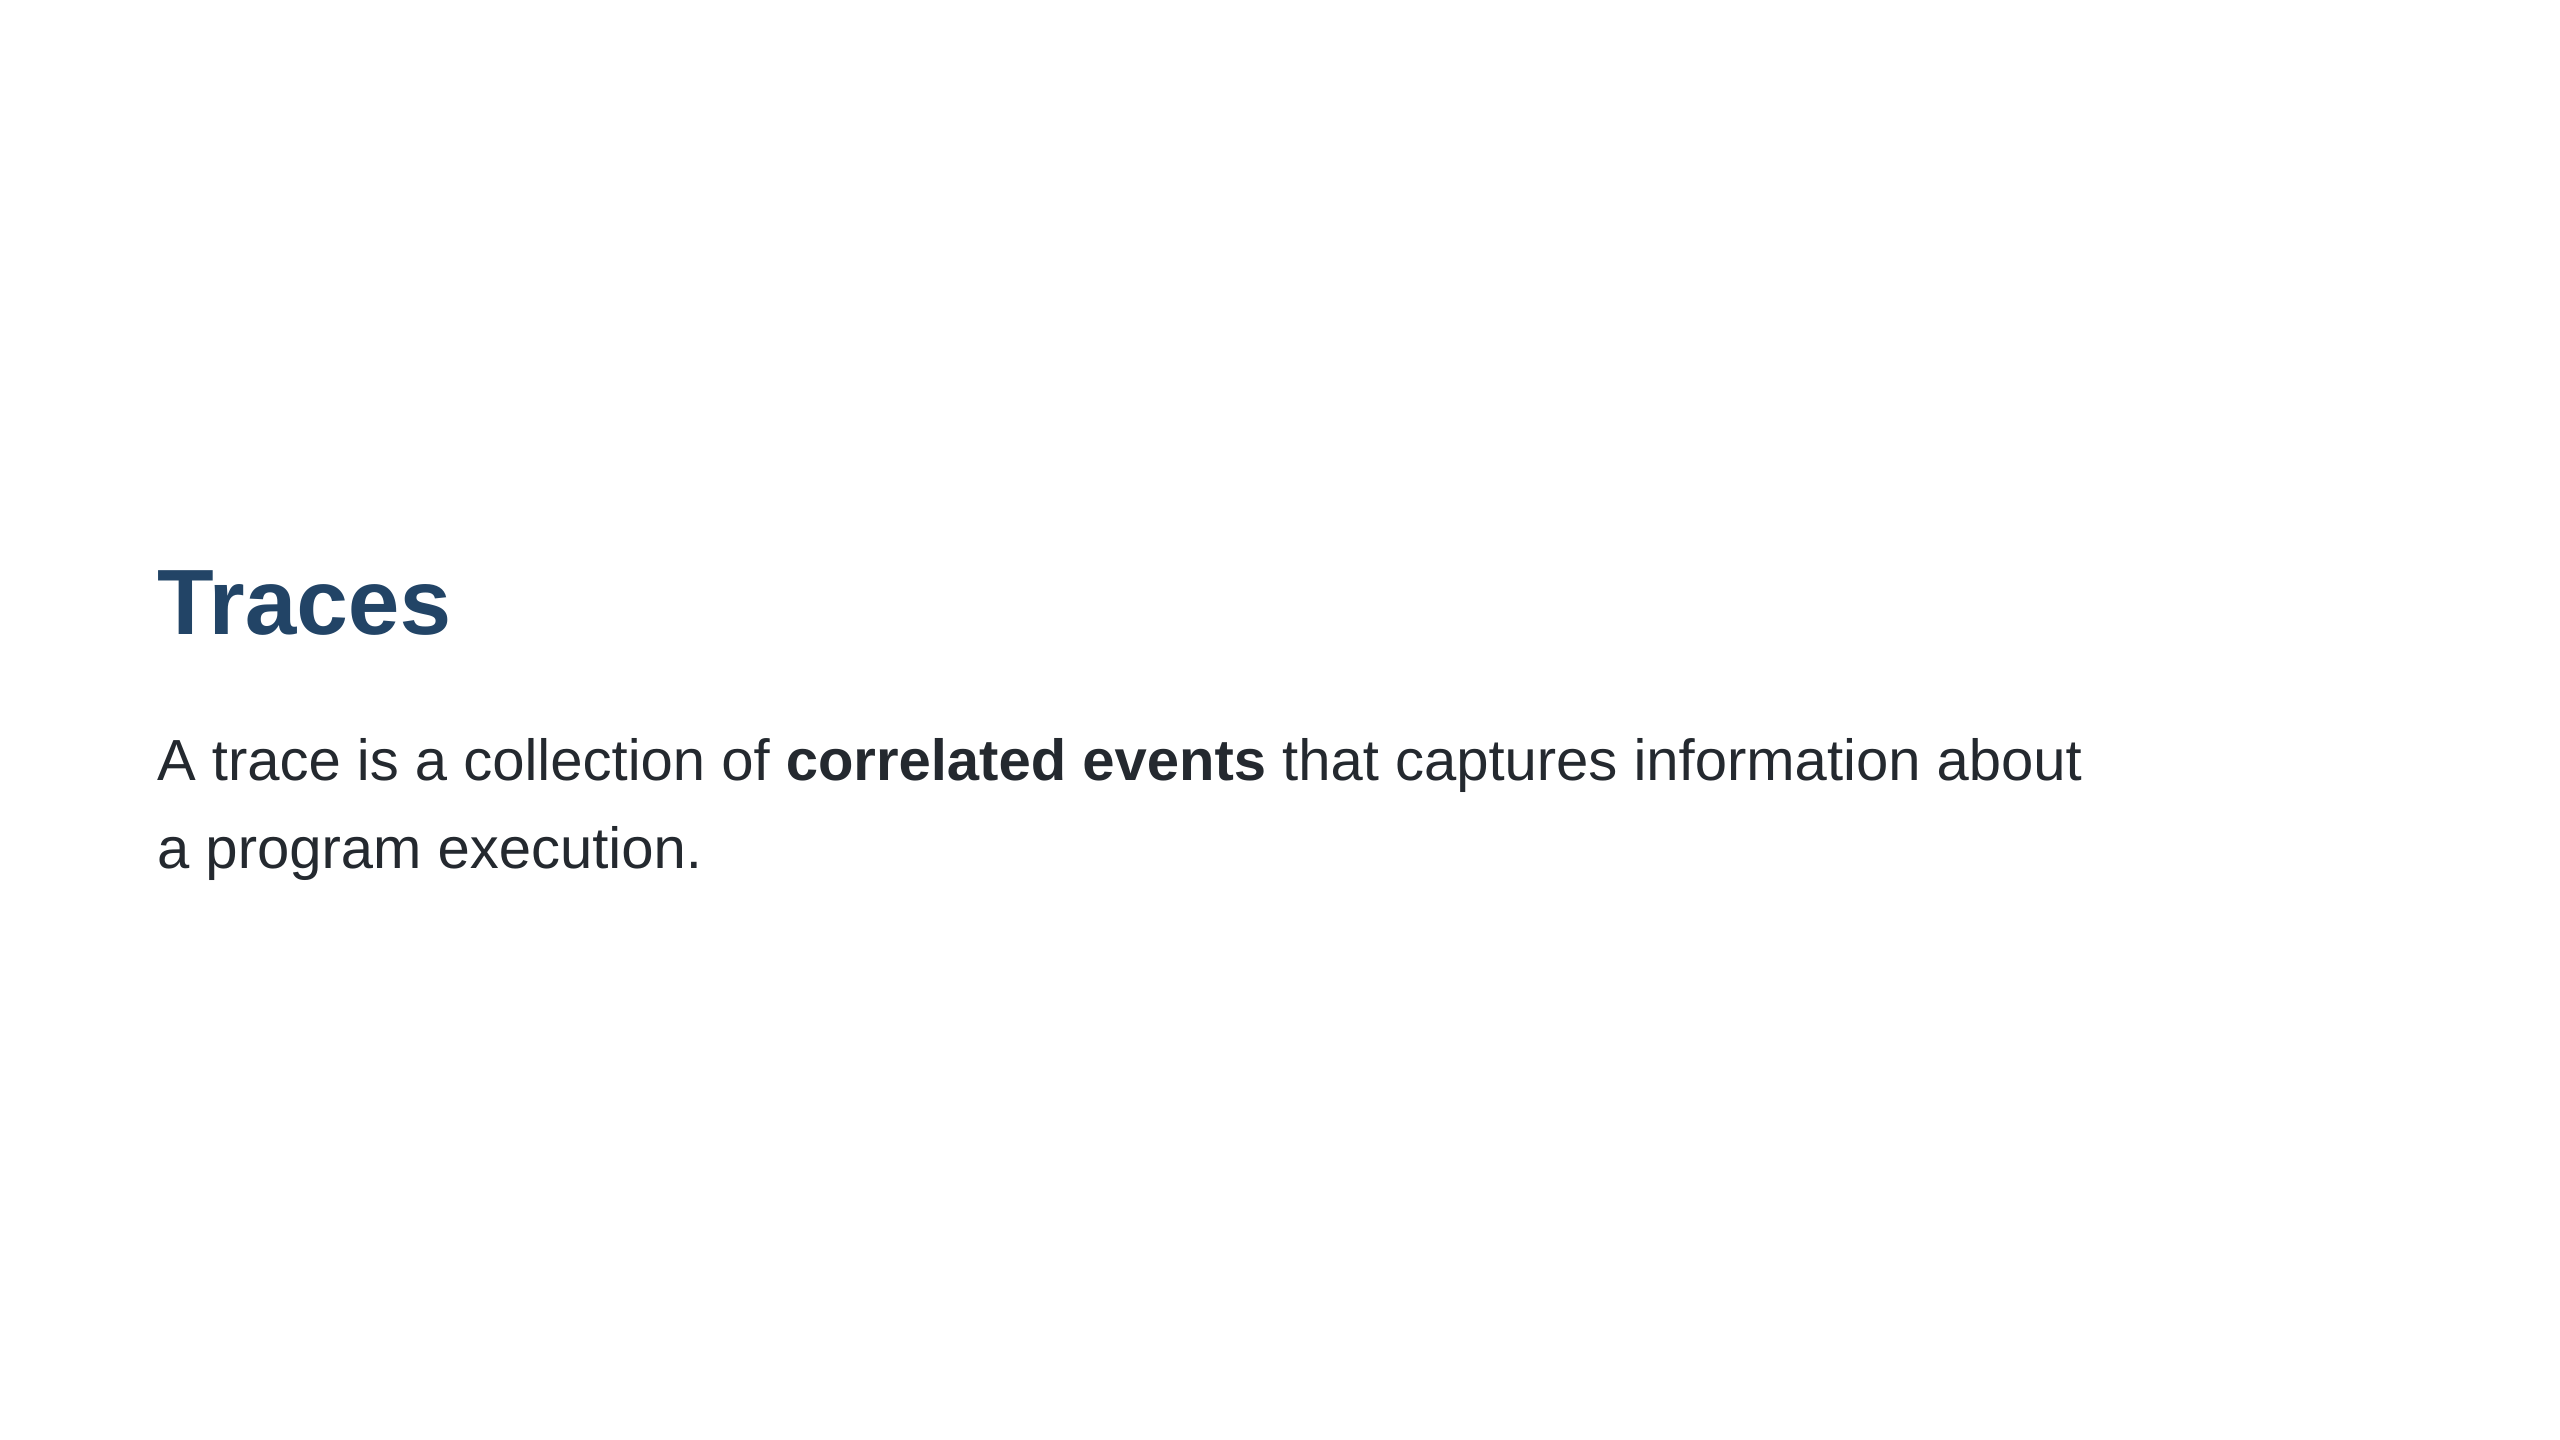 Traces
A trace is a collection of correlated events that captures information about
a program execution.